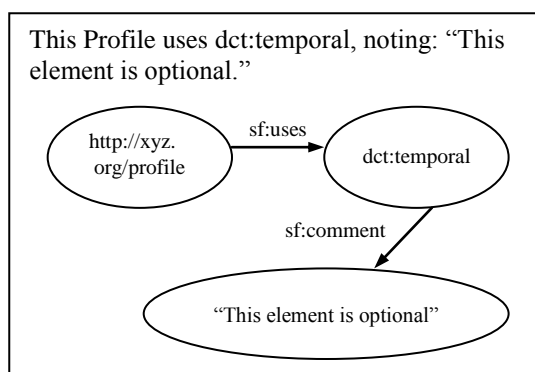 This Profile uses dct:temporal, noting: “This
element is optional.”
http://xyz.
org/profile
sf:uses
dct:temporal
sf:comment
“This element is optional”